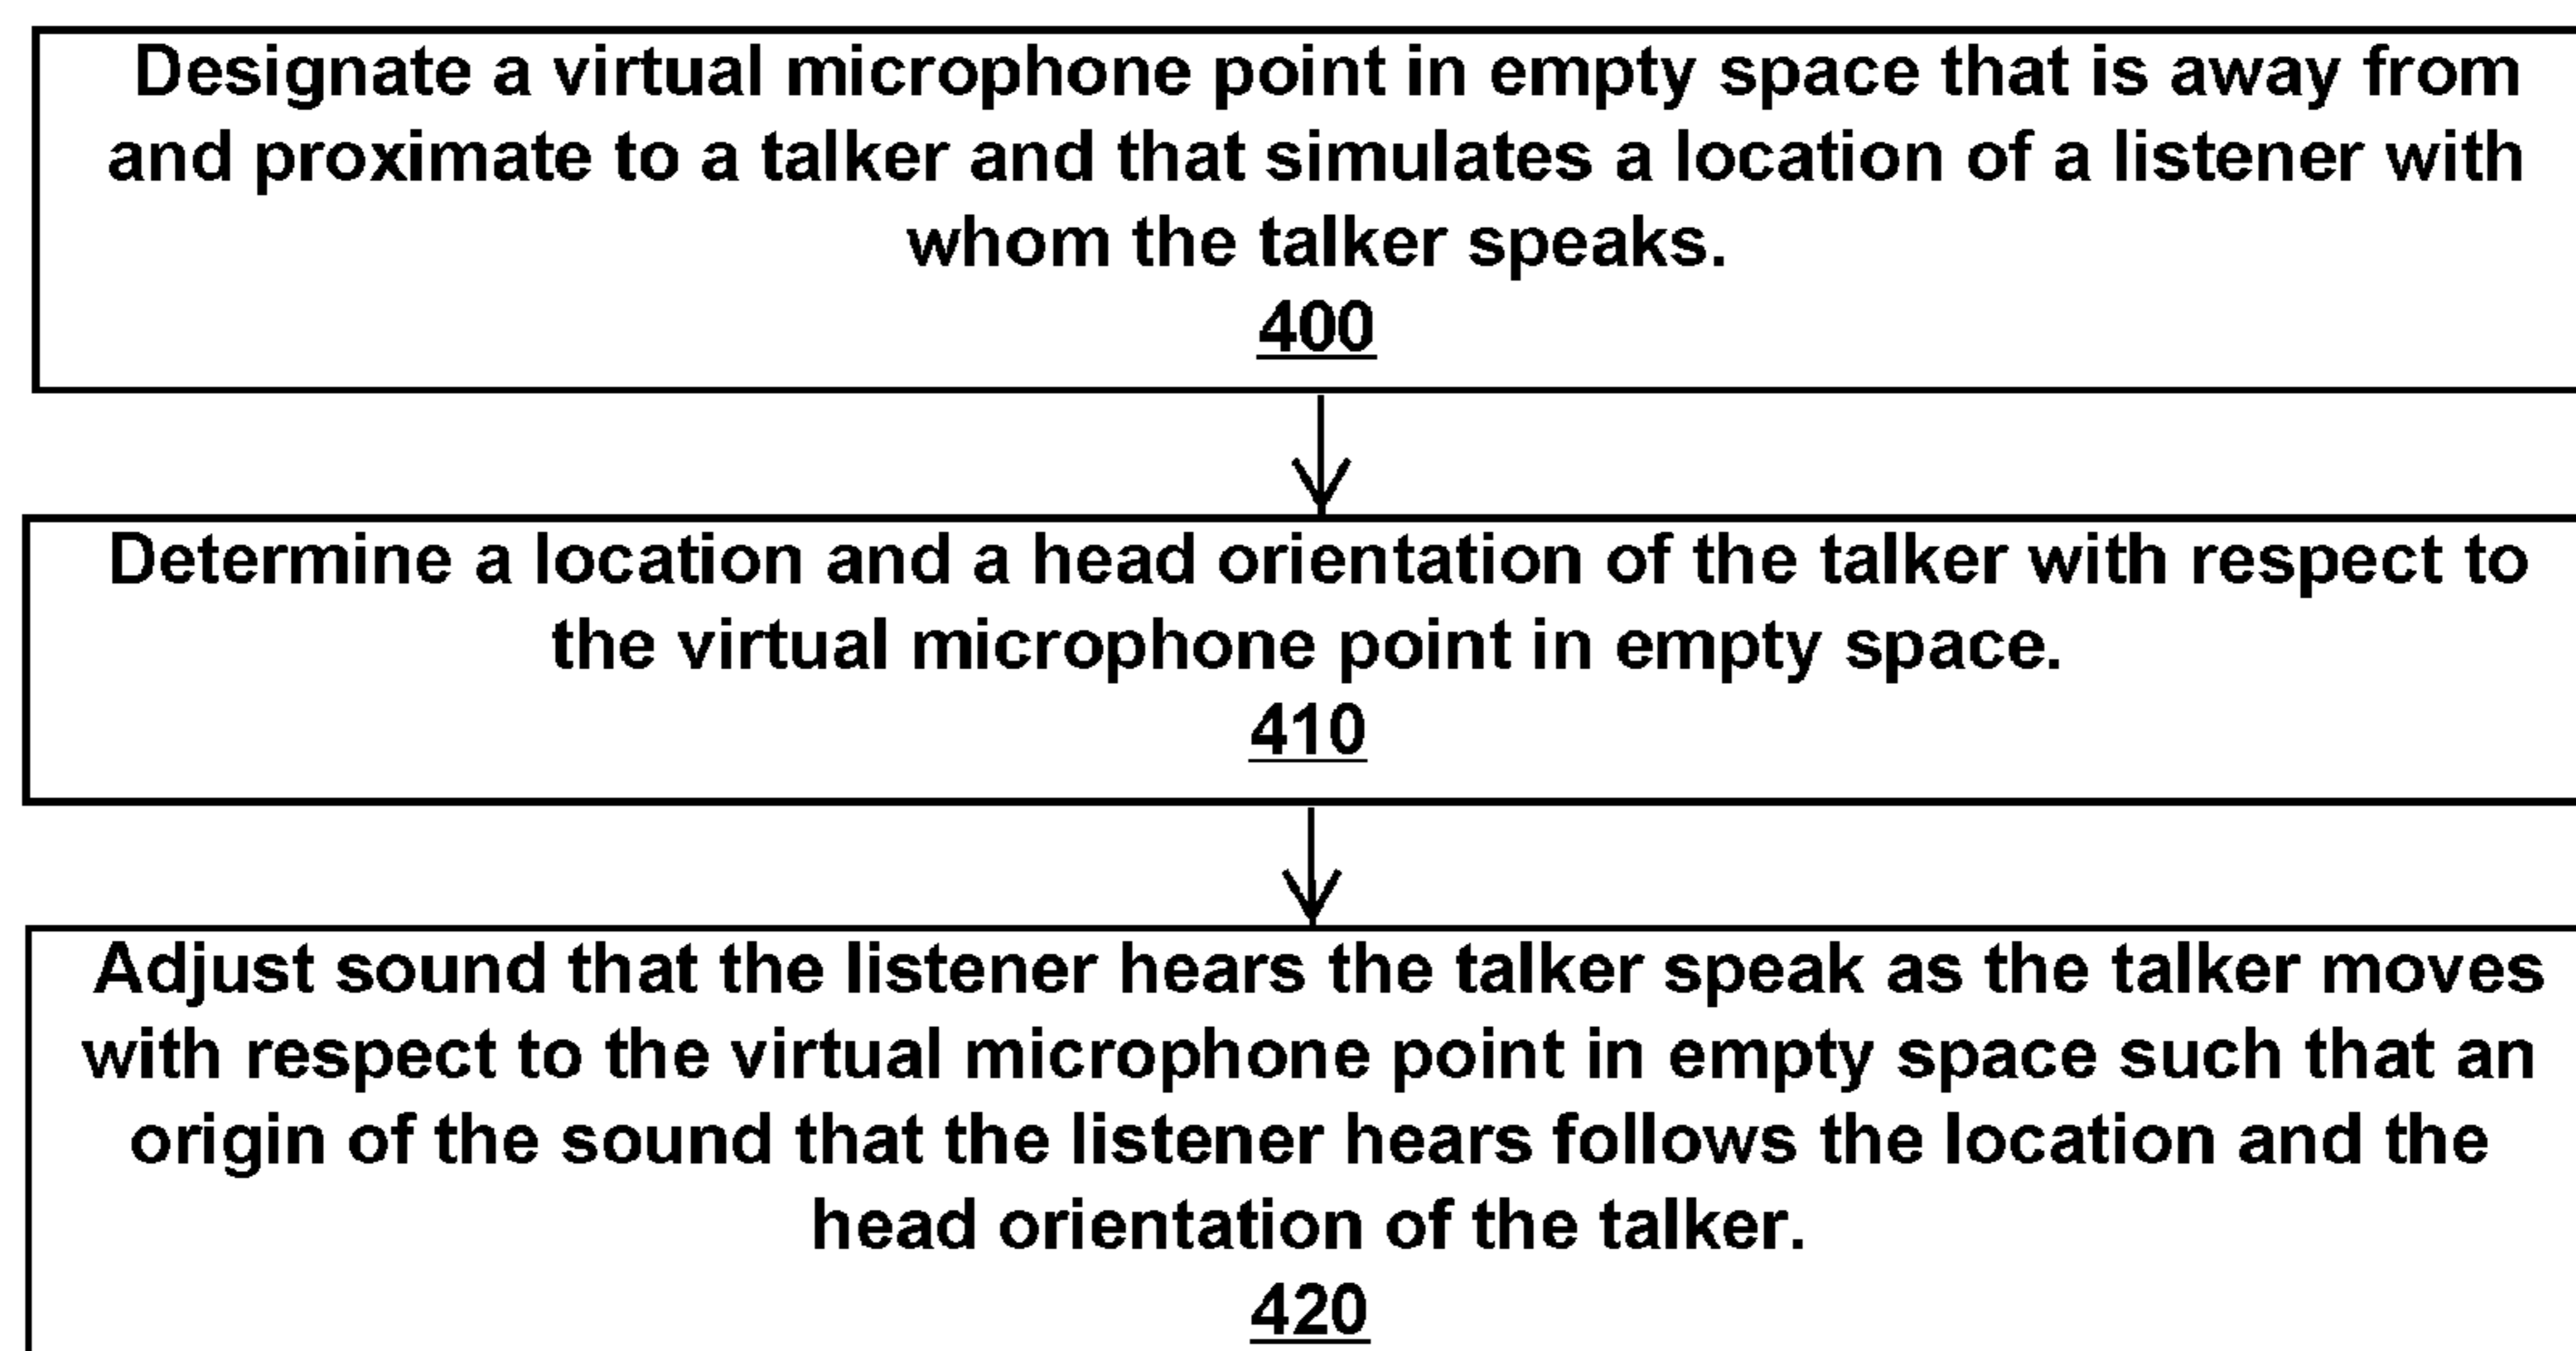 Designate a virtual microphone point in empty space that is away from
and proximate to a talker and that simulates a location of a listener with
whom the talker speaks.
400
Determine a location and a head orientation of the talker with respect to
the virtual microphone point in empty space.
410
Adjust sound that the listener hears the talker speak as the talker moves
with respect to the virtual microphone point in empty space such that an
origin of the sound that the listener hears follows the location and the
head orientation of the talker.
420